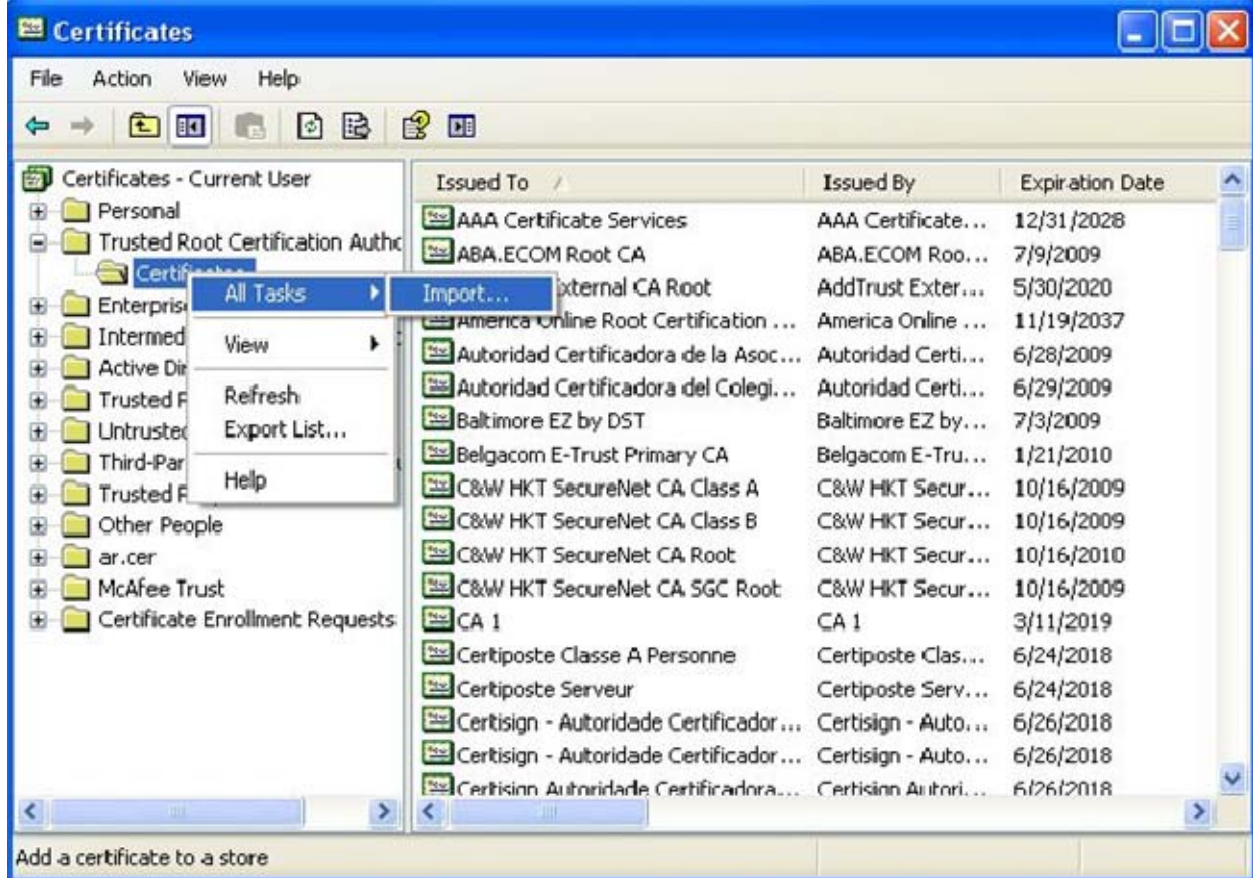 Certificates
File Action View Help
Certificates - Current User
Personal
Trusted Root Certification Autho
All Tasks
Import...
Enterpris
View
Intermed
Active Dir
Refresh
Trusted P
Export List...
Untrusted
Third-Par
Help
Trusted P
Other People
ar.cer
McAfee Trust
Certificate Enrollment Requests
Issued To Issued By Expiration Date
AAA Certificate Services AAA Certificate... 12/31/2028
ABA.ECOM Root CA ABA.ECOM Roo... 7/9/2009
xternal CA Root AddTrust Exter... 5/30/2020
America Online Root Certification ... America Online ... 11/19/2037
Autoridad Certificadora de la Asoc... Autoridad Certi... 6/28/2009
Autoridad Certificadora del Colegi... Autoridad Certi... 6/29/2009
Baltimore EZ by DST Baltimore EZ by... 7/3/2009
Belgacom E-Trust Primary CA Belgacom E-Tru... 1/21/2010
C&W HKT SecureNet CA Class A C&W HKT Secur... 10/16/2009
C&W HKT SecureNet CA Class B C&W HKT Secur... 10/16/2009
C&W HKT SecureNet CA Root C&W HKT Secur... 10/16/2010
C&W HKT SecureNet CA SGC Root C&W HKT Secur... 10/16/2009
CA 1 CA 1 3/11/2019
Certiposte Classe A Personne Certiposte Clas... 6/24/2018
Certiposte Serveur Certiposte Serv... 6/24/2018
Certisign - Autoridade Certificador... Certisign - Auto... 6/26/2018
Certisign - Autoridade Certificador... Certisign - Auto... 6/26/2018
Certisign Autoridade Certificadora... Certisign Autori... 6/26/2018
Add a certificate to a store